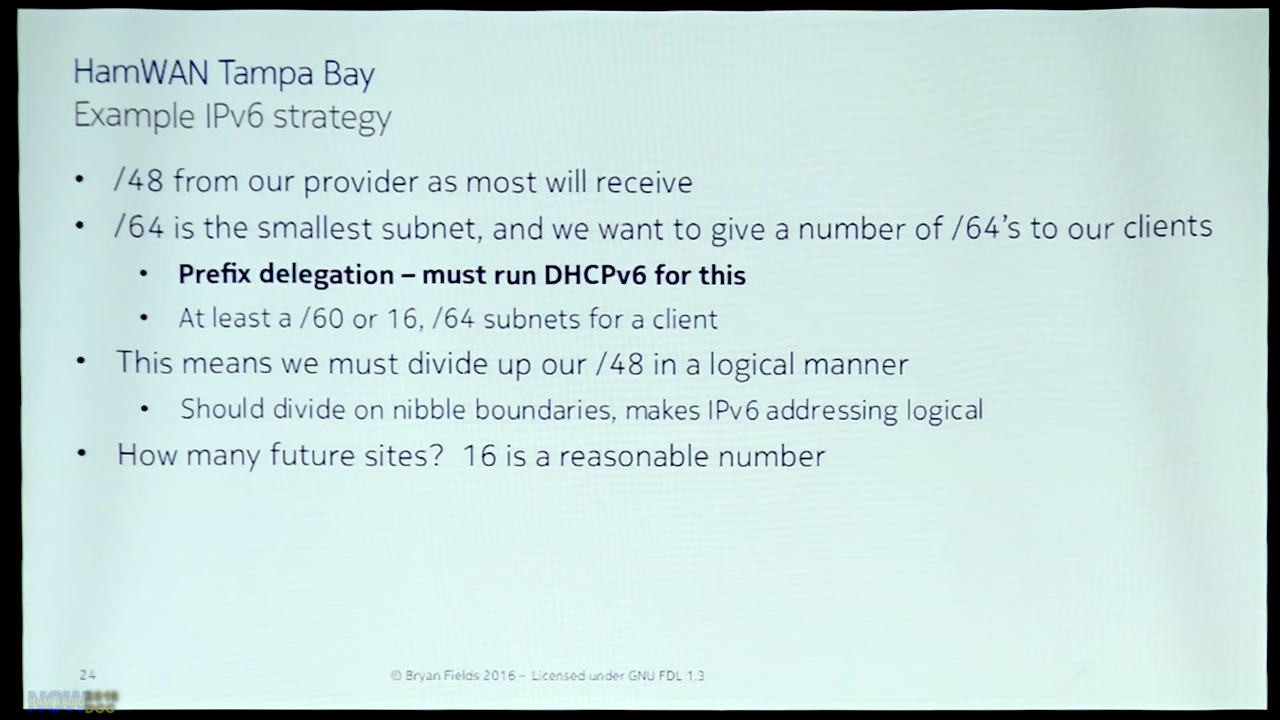 HamWAN Tampa Bay
Example IPv6 strategy
• /48 from our provider as most will receive
• /64 is the smallest subnet, and we want to give a number of /64's to our clients
• Prefix delegation – must run DHCPv6 for this
• At least a /60 or 16, /64 subnets for a client
• This means we must divide up our /48 in a logical manner
• Should divide on nibble boundaries, makes IPv6 addressing logical
• How many future sites? 16 is a reasonable number
24
© Bryan Fields 2016 – Licensed under GNU FDL 1.3